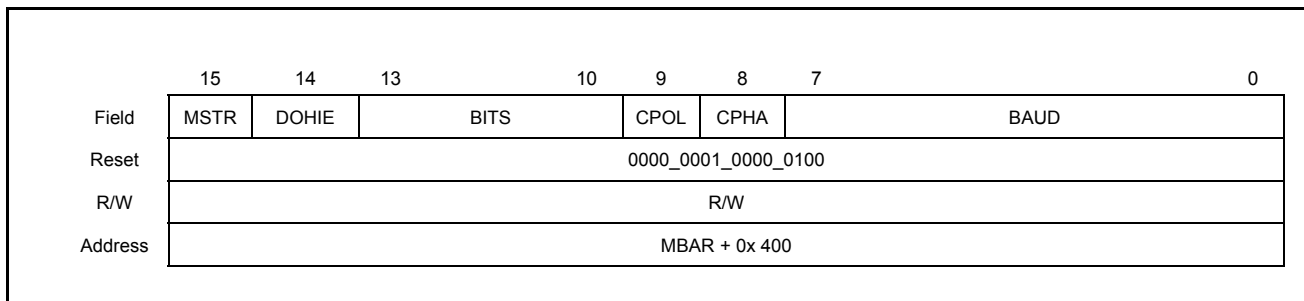 15 14 13 10 9 8 7 0
Field MSTR DOHIE BITS CPOL CPHA BAUD
Reset 0000_0001_0000_0100
R/W R/W
Address MBAR + 0x 400